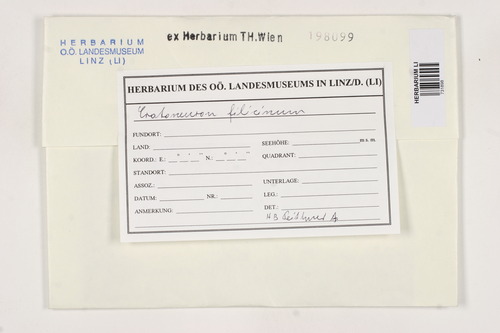 HERBARIUM
O.Ö. LANDESMUSEUM
LINZ (LI)
ex Herbarium TH.Wien
198099
HERBARIUM LI
HERBARIUM DES OÖ. LANDESMUSEUMS IN LINZ/D. (LI)
Cratoneuron filicinum
FUNDORT:
LAND: SEEHÖHE: m s. m.
KOORD.: E.: ° ' " N.: ° ' " QUADRANT:
STANDORT:
ASSOZ.: UNTERLAGE:
DATUM: NR.: LEG.:
ANMERKUNG: DET.: